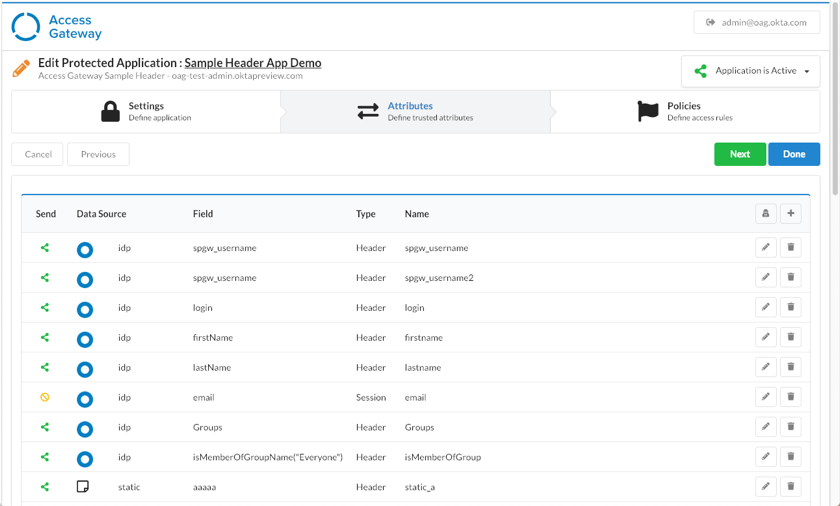 Access
Gateway
admin@oag.okta.com
Edit Protected Application : Sample Header App Demo
Access Gateway Sample Header - oag-test-admin.oktapreview.com
Application is Active
Settings
Define application
Attributes
Define trusted attributes
Policies
Define access rules
Cancel Previous Next Done
Send Data Source Field Type Name
idp spgw_username Header spgw_username
idp spgw_username Header spgw_username2
idp login Header login
idp firstName Header firstname
idp lastName Header lastname
idp email Session email
idp Groups Header Groups
idp isMemberOfGroupName("Everyone") Header isMemberOfGroup
static aaaaa Header static_a